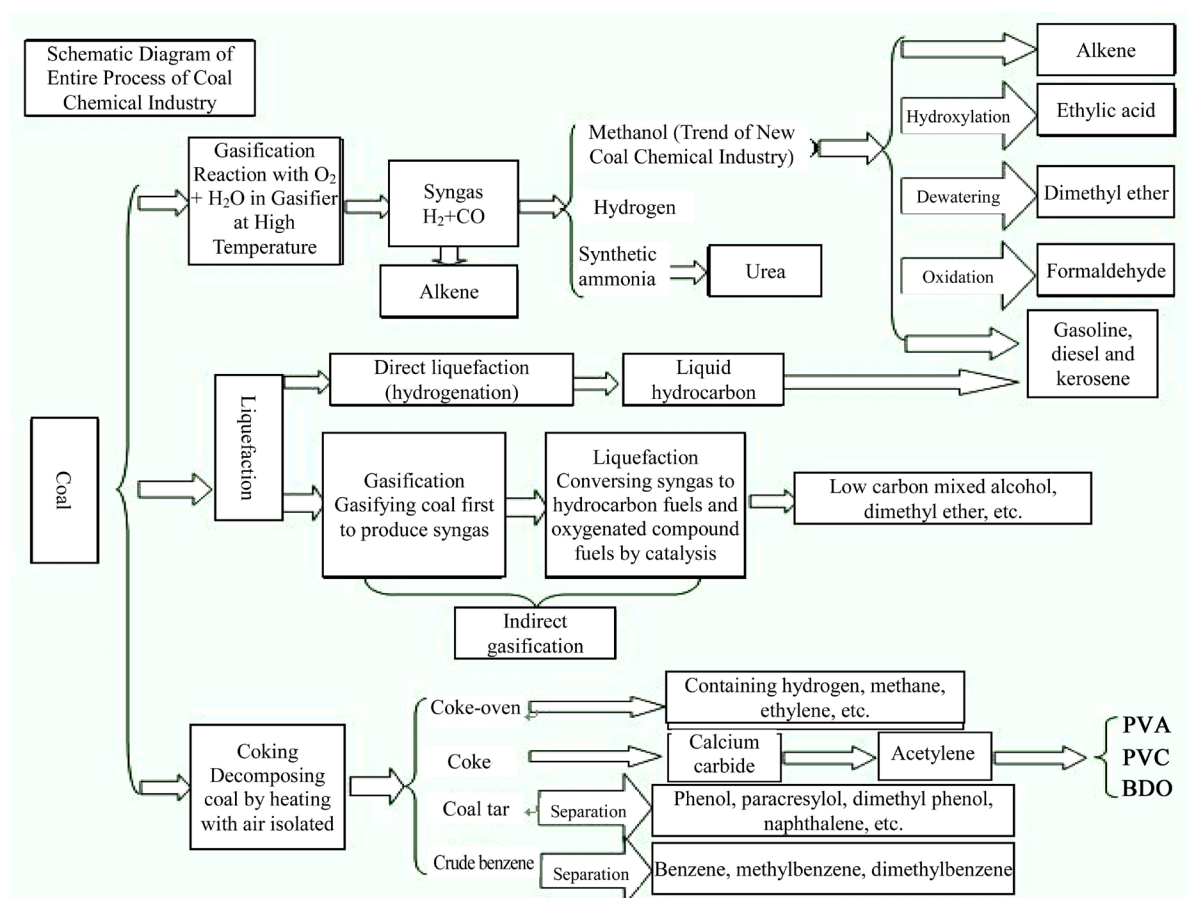 Schematic Diagram of
Entire Process of Coal
Chemical Industry
Coal
Gasification
Reaction with O₂
+ H₂O in Gasifier
at High
Temperature
Syngas
H₂+CO
Alkene
Methanol (Trend of New
Coal Chemical Industry)
Hydrogen
Synthetic
ammonia
Urea
Alkene
Hydroxylation
Ethylic acid
Dewatering
Dimethyl ether
Oxidation
Formaldehyde
Gasoline,
diesel and
kerosene
Liquefaction
Direct liquefaction
(hydrogenation)
Liquid
hydrocarbon
Gasification
Gasifying coal first
to produce syngas
Liquefaction
Conversing syngas to
hydrocarbon fuels and
oxygenated compound
fuels by catalysis
Low carbon mixed alcohol,
dimethyl ether, etc.
Indirect
gasification
Coking
Decomposing
coal by heating
with air isolated
Coke-oven
Containing hydrogen, methane,
ethylene, etc.
Coke
Calcium
carbide
Acetylene
PVA
PVC
BDO
Coal tar
Separation
Phenol, paracresylol, dimethyl phenol,
naphthalene, etc.
Crude benzene
Separation
Benzene, methylbenzene, dimethylbenzene